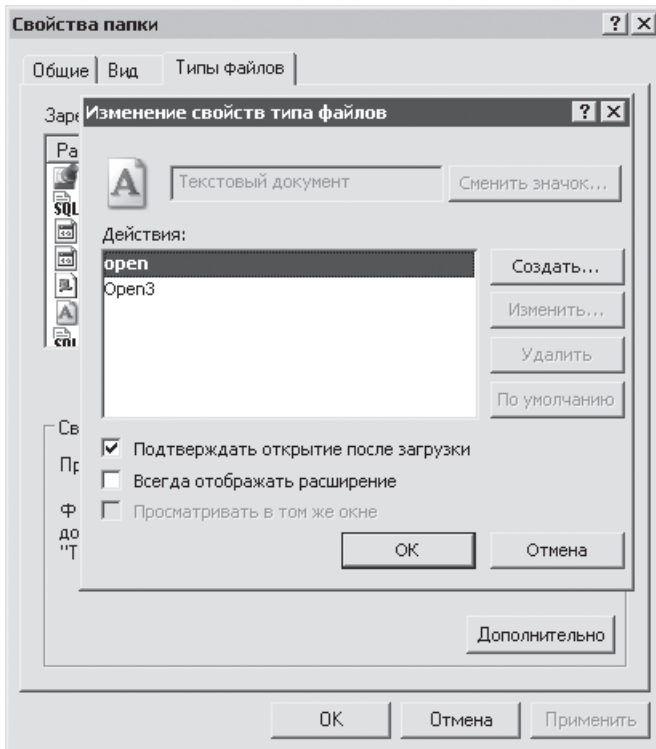 Свойства папки
Общие Вид Типы файлов
Изменение свойств типа файлов
Текстовый документ Сменить значок...
SQL
Действия:
open
Open3
Создать...
Изменить...
Удалить
По умолчанию
Подтверждать открытие после загрузки
Всегда отображать расширение
Просматривать в том же окне
OK Отмена
Дополнительно
OK Отмена Применить